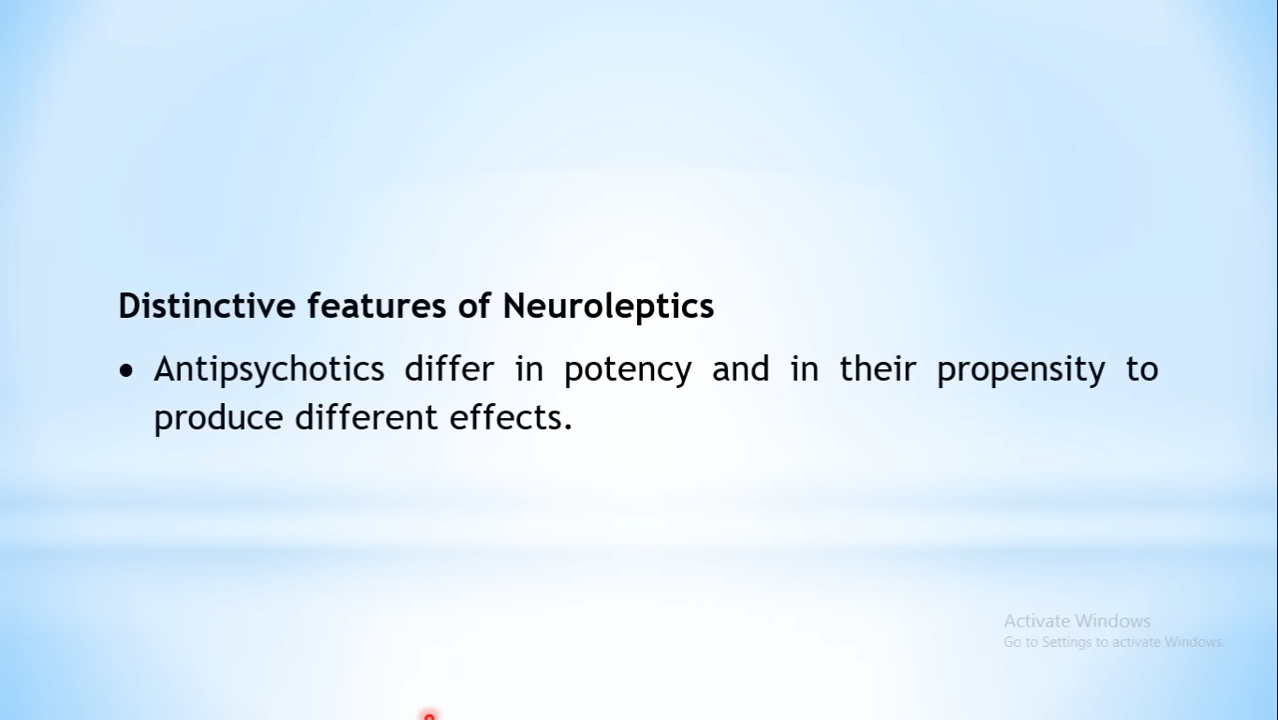 Distinctive features of Neuroleptics
• Antipsychotics differ in potency and in their propensity to
produce different effects.
Activate Windows
Go to Settings to activate Windows.